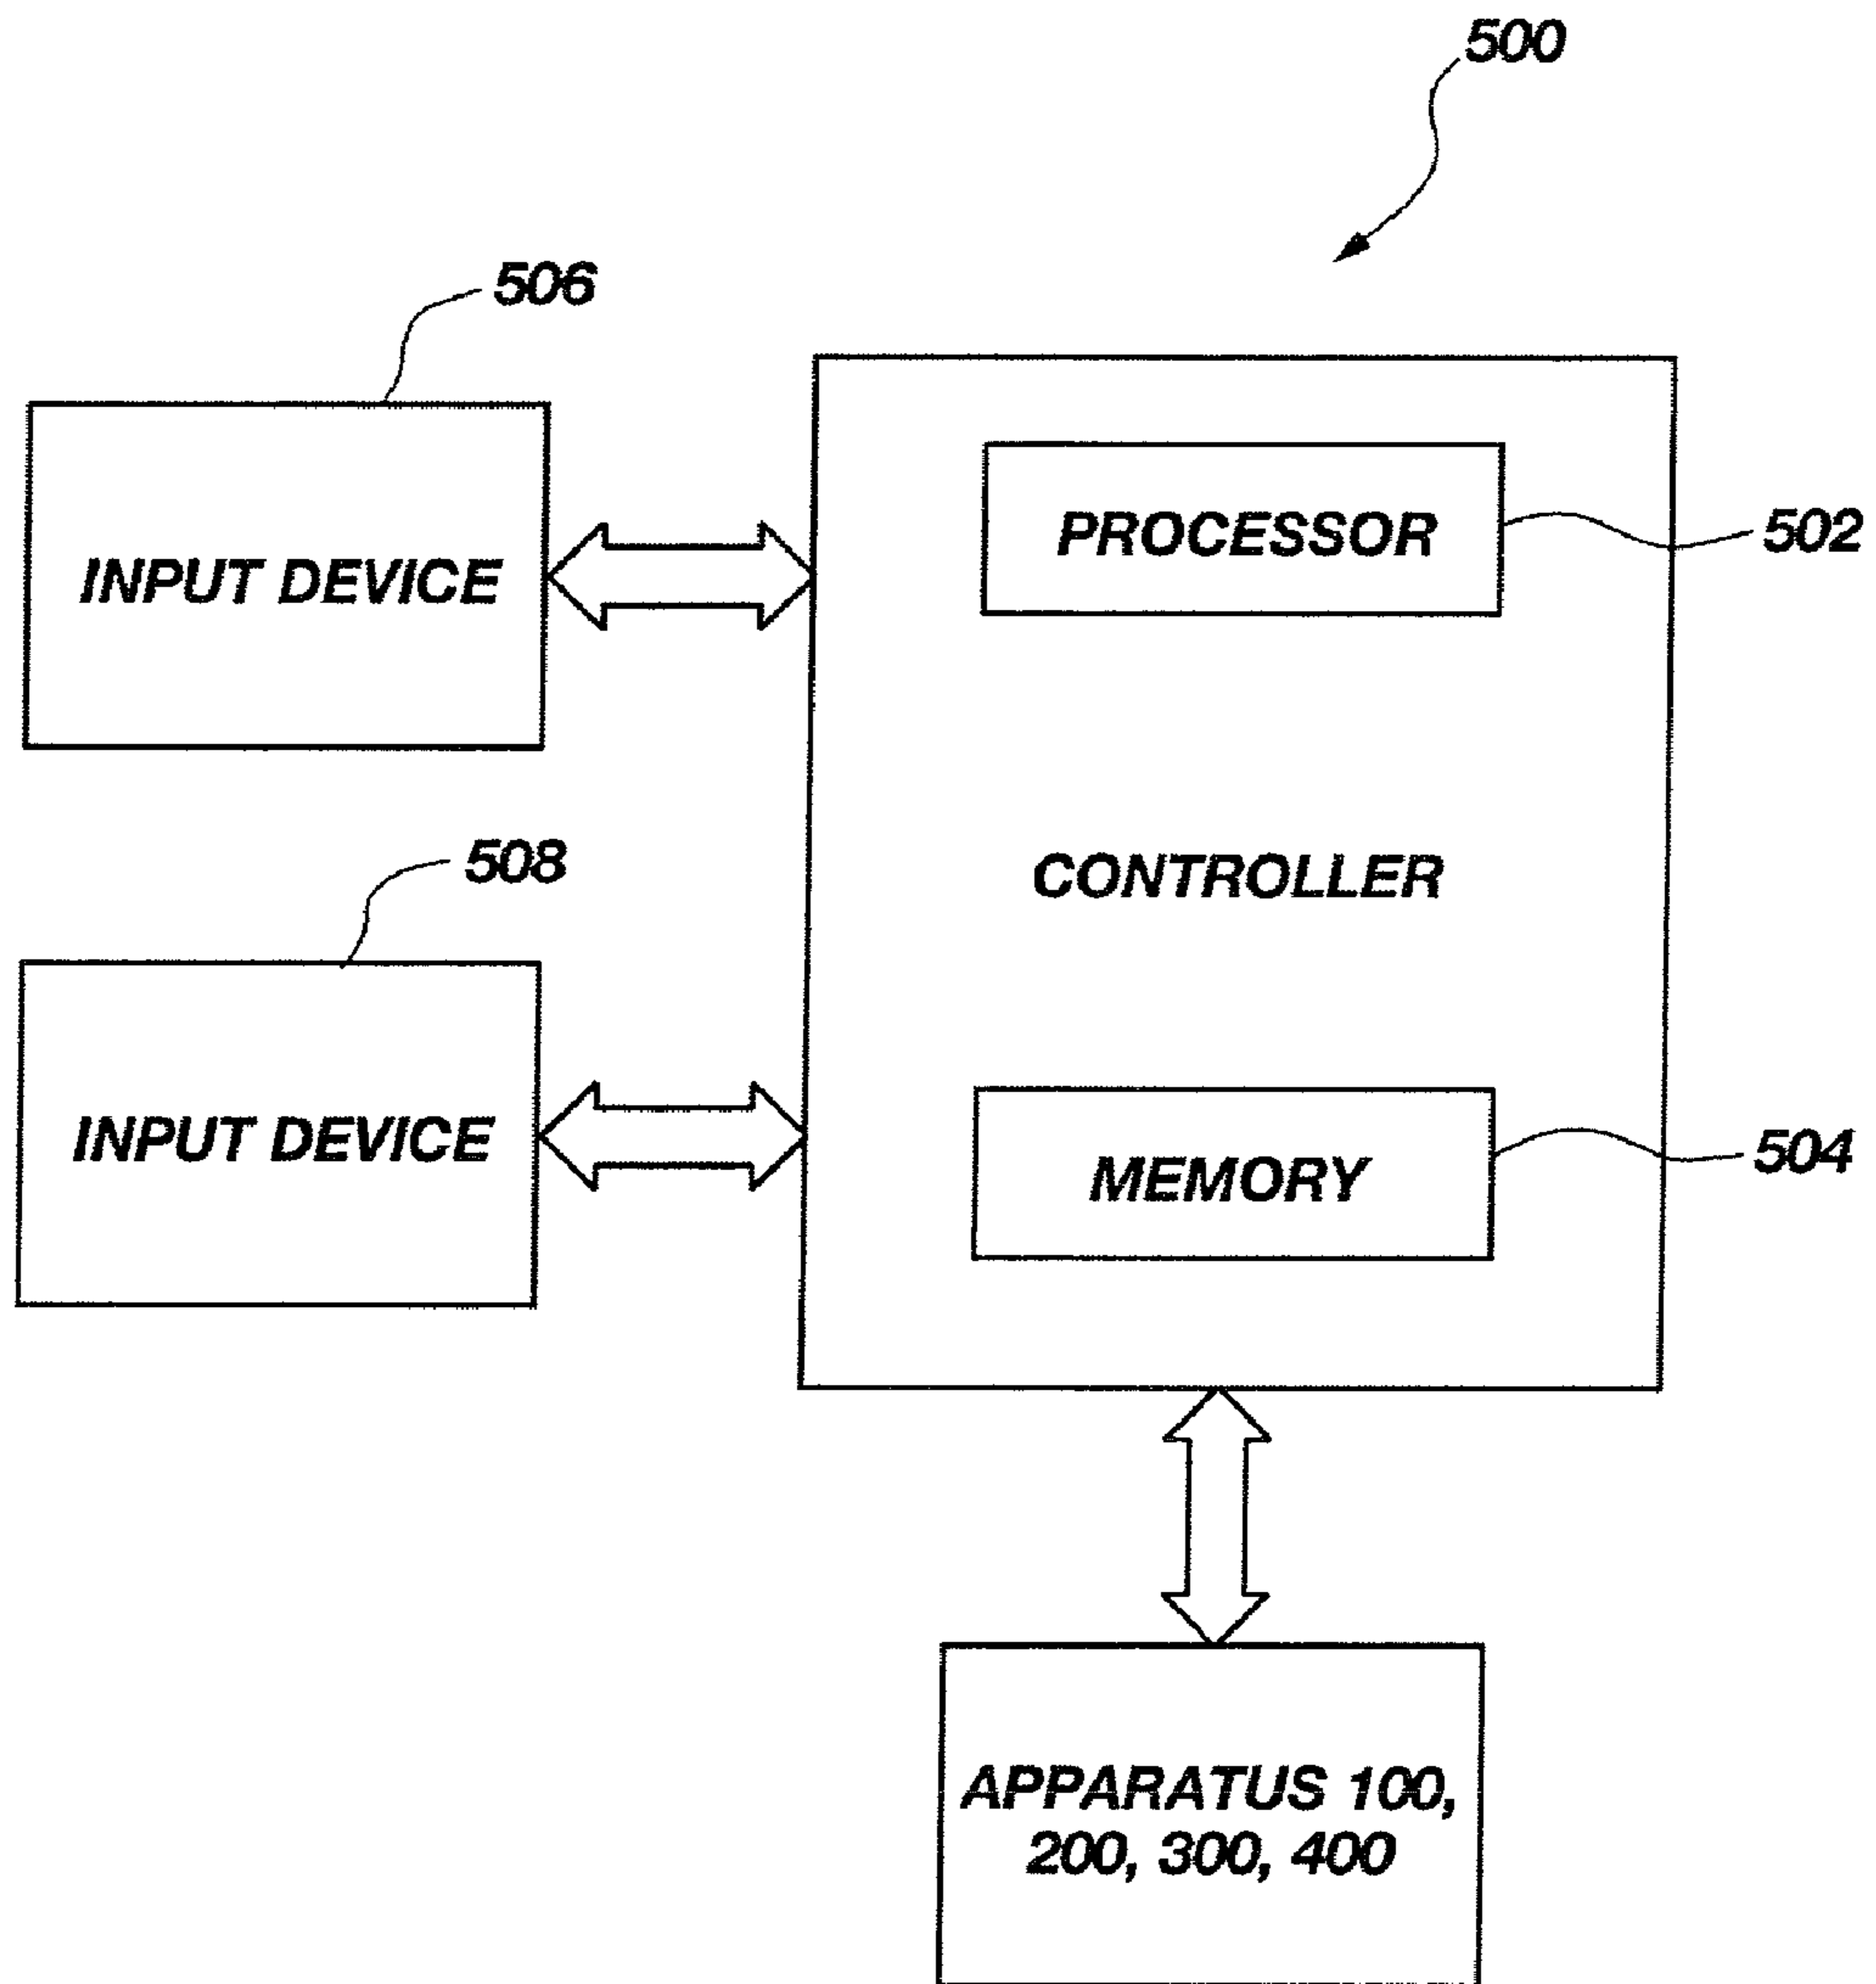 500
506
INPUT DEVICE
PROCESSOR
502
508
CONTROLLER
INPUT DEVICE
MEMORY
504
APPARATUS 100,
200, 300, 400